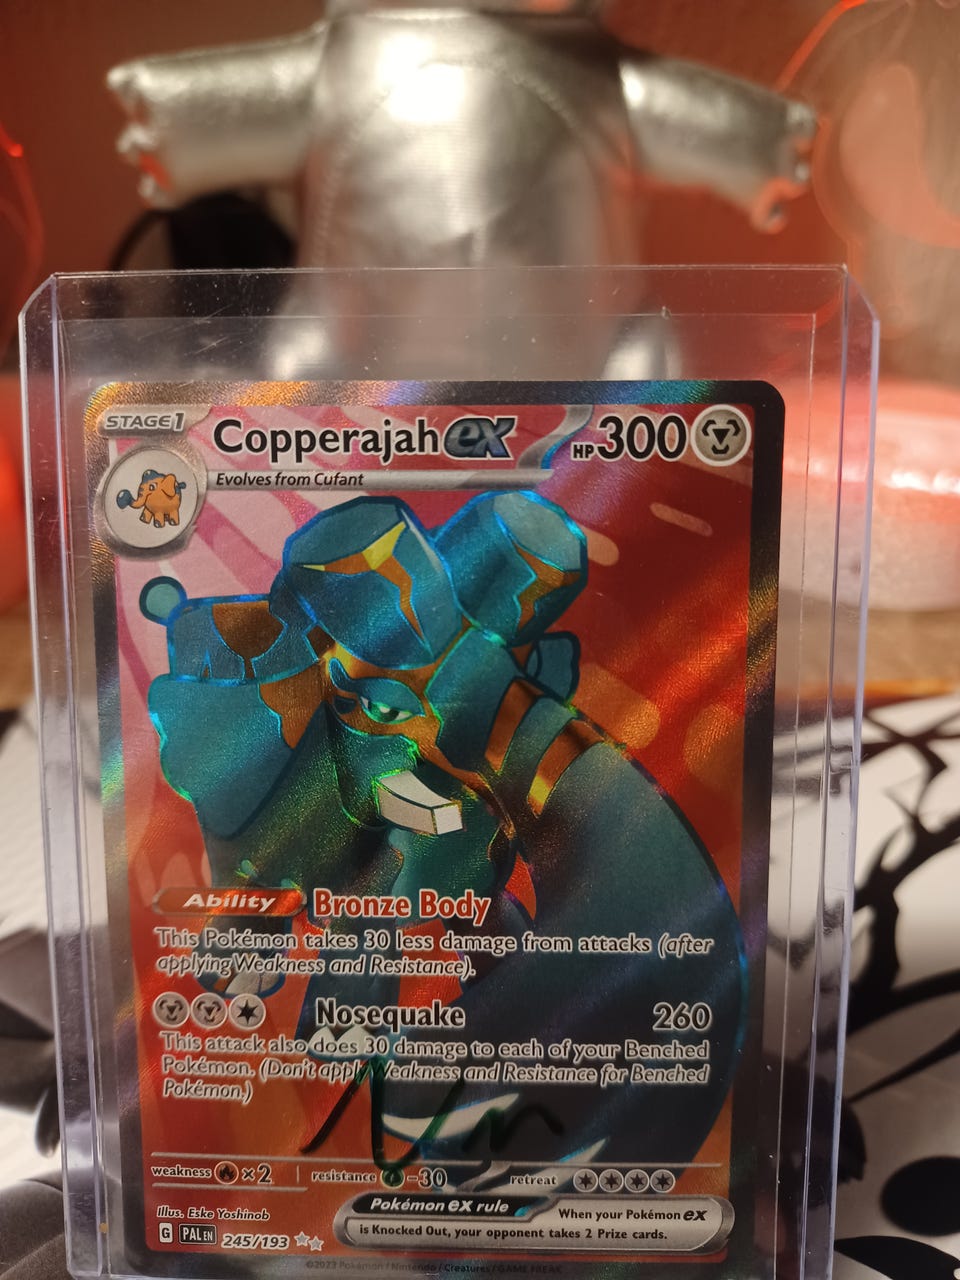 STAGE 1
Copperajah ex HP 300
Evolves from Cufant
Ability Bronze Body
This Pokémon takes 30 less damage from attacks (after
applying Weakness and Resistance).
Nosequake 260
This attack also does 30 damage to each of your Benched
Pokémon. (Don't apply Weakness and Resistance for Benched
Pokémon.)
weakness ×2 resistance -30 retreat
Illus. Eske Yoshinob
Pokémon ex rule When your Pokémon ex
is Knocked Out, your opponent takes 2 Prize cards.
G PAL EN 245/193
©2023 Pokémon / Nintendo / Creatures / GAME FREAK